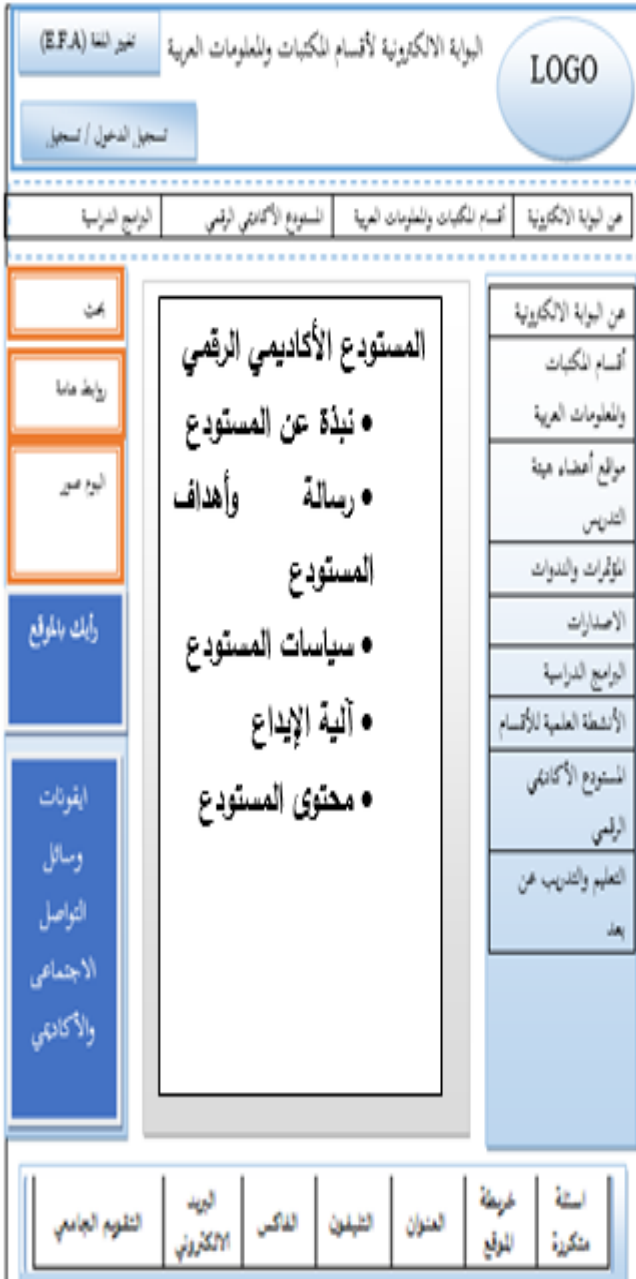 LOGO
البوابة الالكترونية لأقسام المكتبات والمعلومات العربية
تغيير اللغة (E.F.A)
تسجيل الدخول / تسجيل
عن البوابة الالكترونية
أقسام المكتبات والمعلومات العربية
المستودع الأكاديمي الرقمي
البرامج الدراسية
عن البوابة الالكترونية
أقسام المكتبات
والمعلومات العربية
مواقع أعضاء هيئة
التدريس
المؤتمرات والندوات
الاصدارات
البرامج الدراسية
الأنشطة العلمية للأقسام
المستودع الأكاديمي
الرقمي
التعليم والتدريب عن
بعد
المستودع الأكاديمي الرقمي
• نبذة عن المستودع
• رسالة وأهداف
المستودع
• سياسات المستودع
• آلية الإيداع
• محتوى المستودع
بحث
روابط هامة
البوم صور
رأيك بالموقع
ايقونات
وسائل
التواصل
الاجتماعى
والأكاديمي
اسئلة
متكررة
خريطة
الموقع
العنوان
التليفون
الفاكس
البريد
الالكتروني
التقويم الجامعي